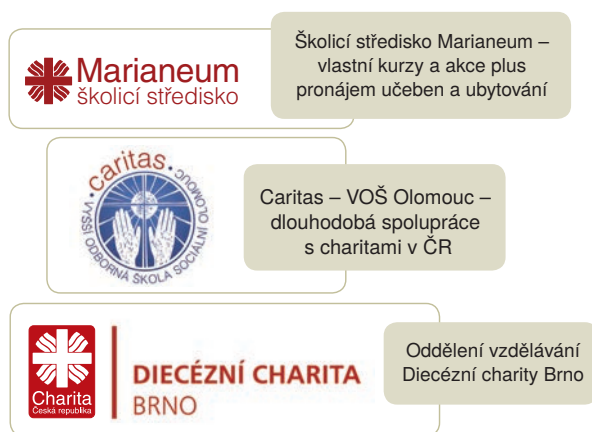 Marianeum
školicí středisko
Školicí středisko Marianeum –
vlastní kurzy a akce plus
pronájem učeben a ubytování
caritas
VYŠŠÍ ODBORNÁ ŠKOLA SOCIÁLNÍ OLOMOUC
Caritas – VOŠ Olomouc –
dlouhodobá spolupráce
s charitami v ČR
Charita
Česká republika
DIECÉZNÍ CHARITA
BRNO
Oddělení vzdělávání
Diecézní charity Brno